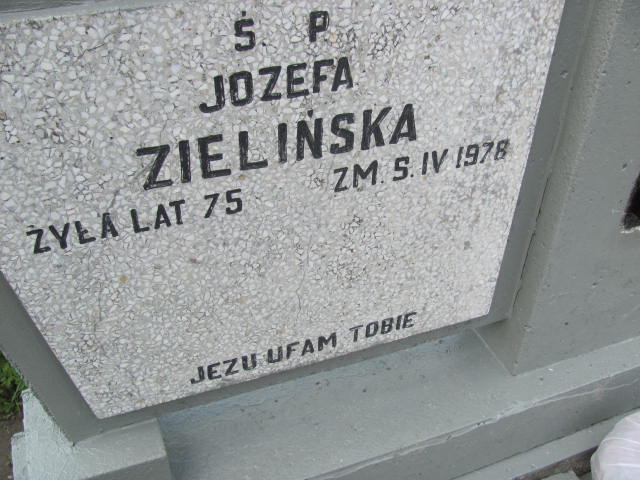 Ś P
JOZEFA
ZIELIŃSKA
ŻYŁA LAT 75 ZM. 5. IV 1978
JEZU UFAM TOBIE